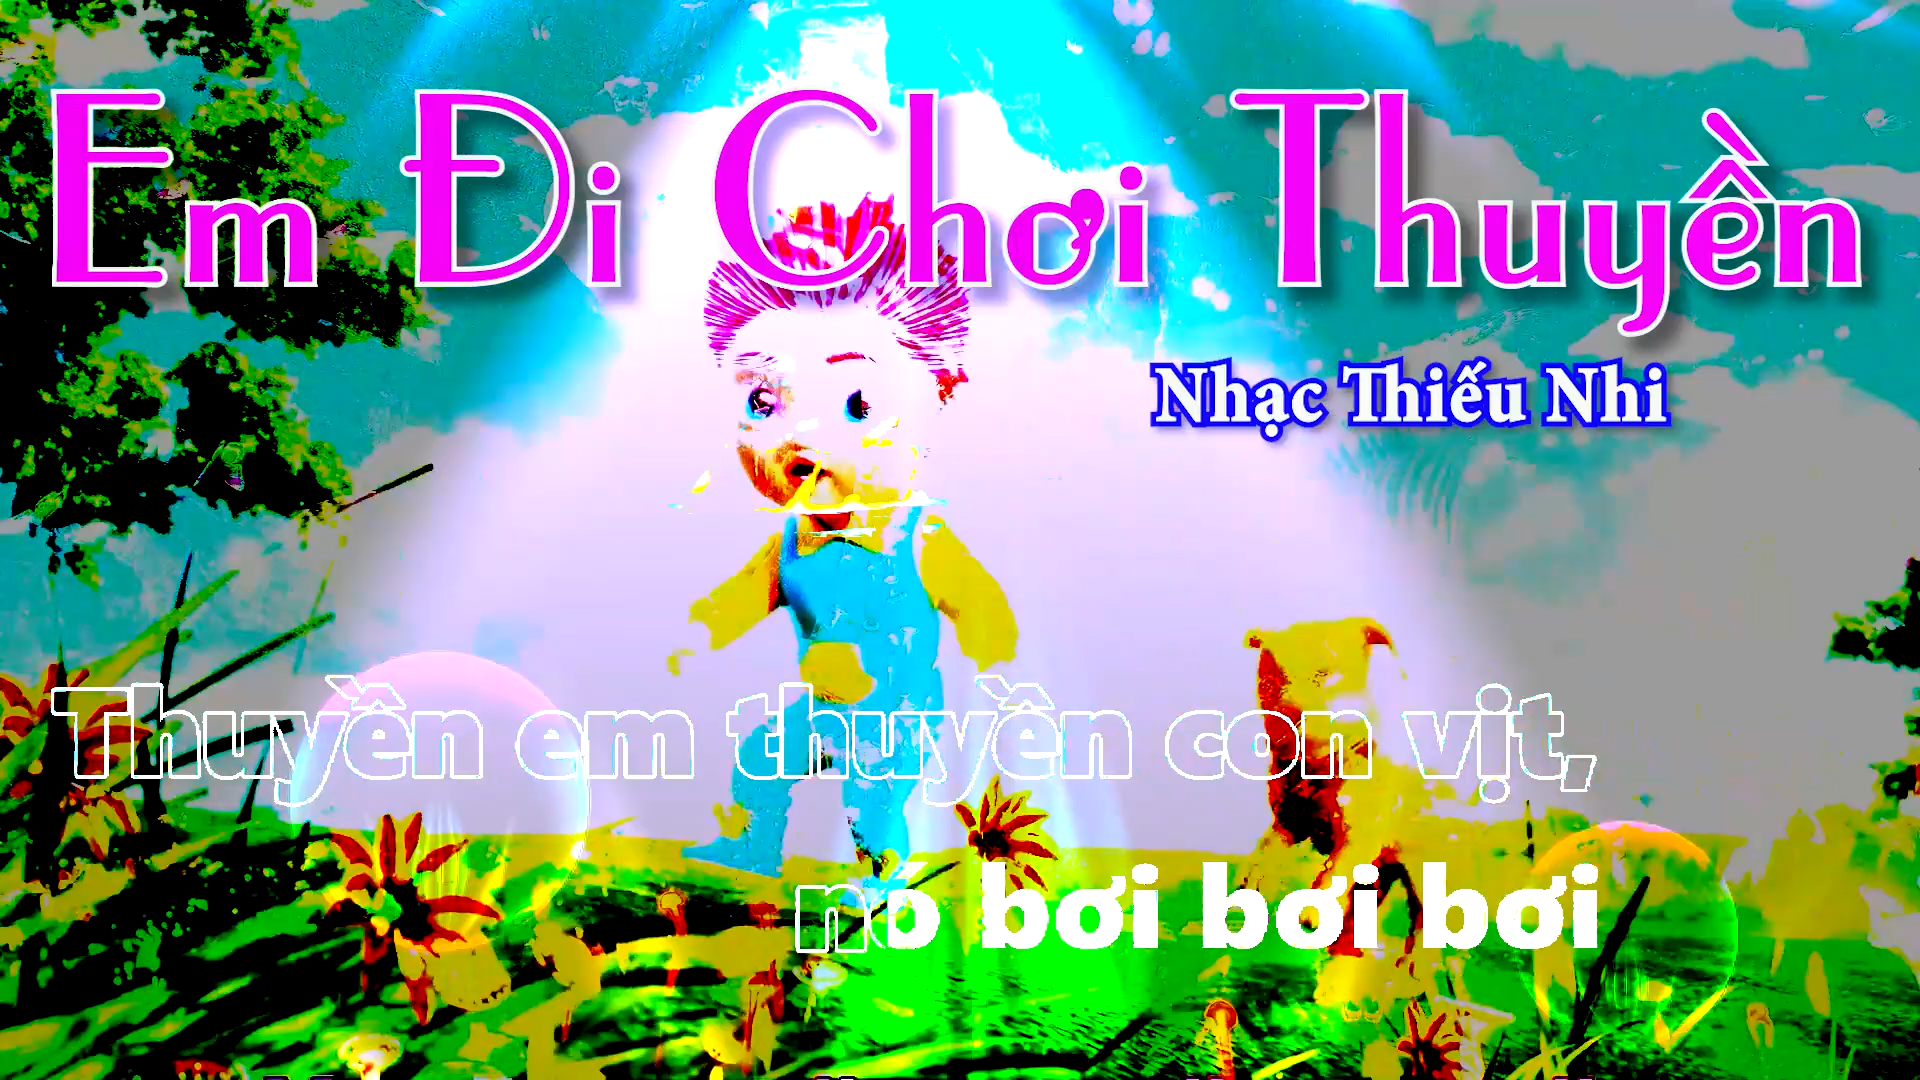 Em Đi Chơi Thuyền
Nhạc Thiếu Nhi
Thuyền em thuyền con vịt,
nó bơi bơi bơi